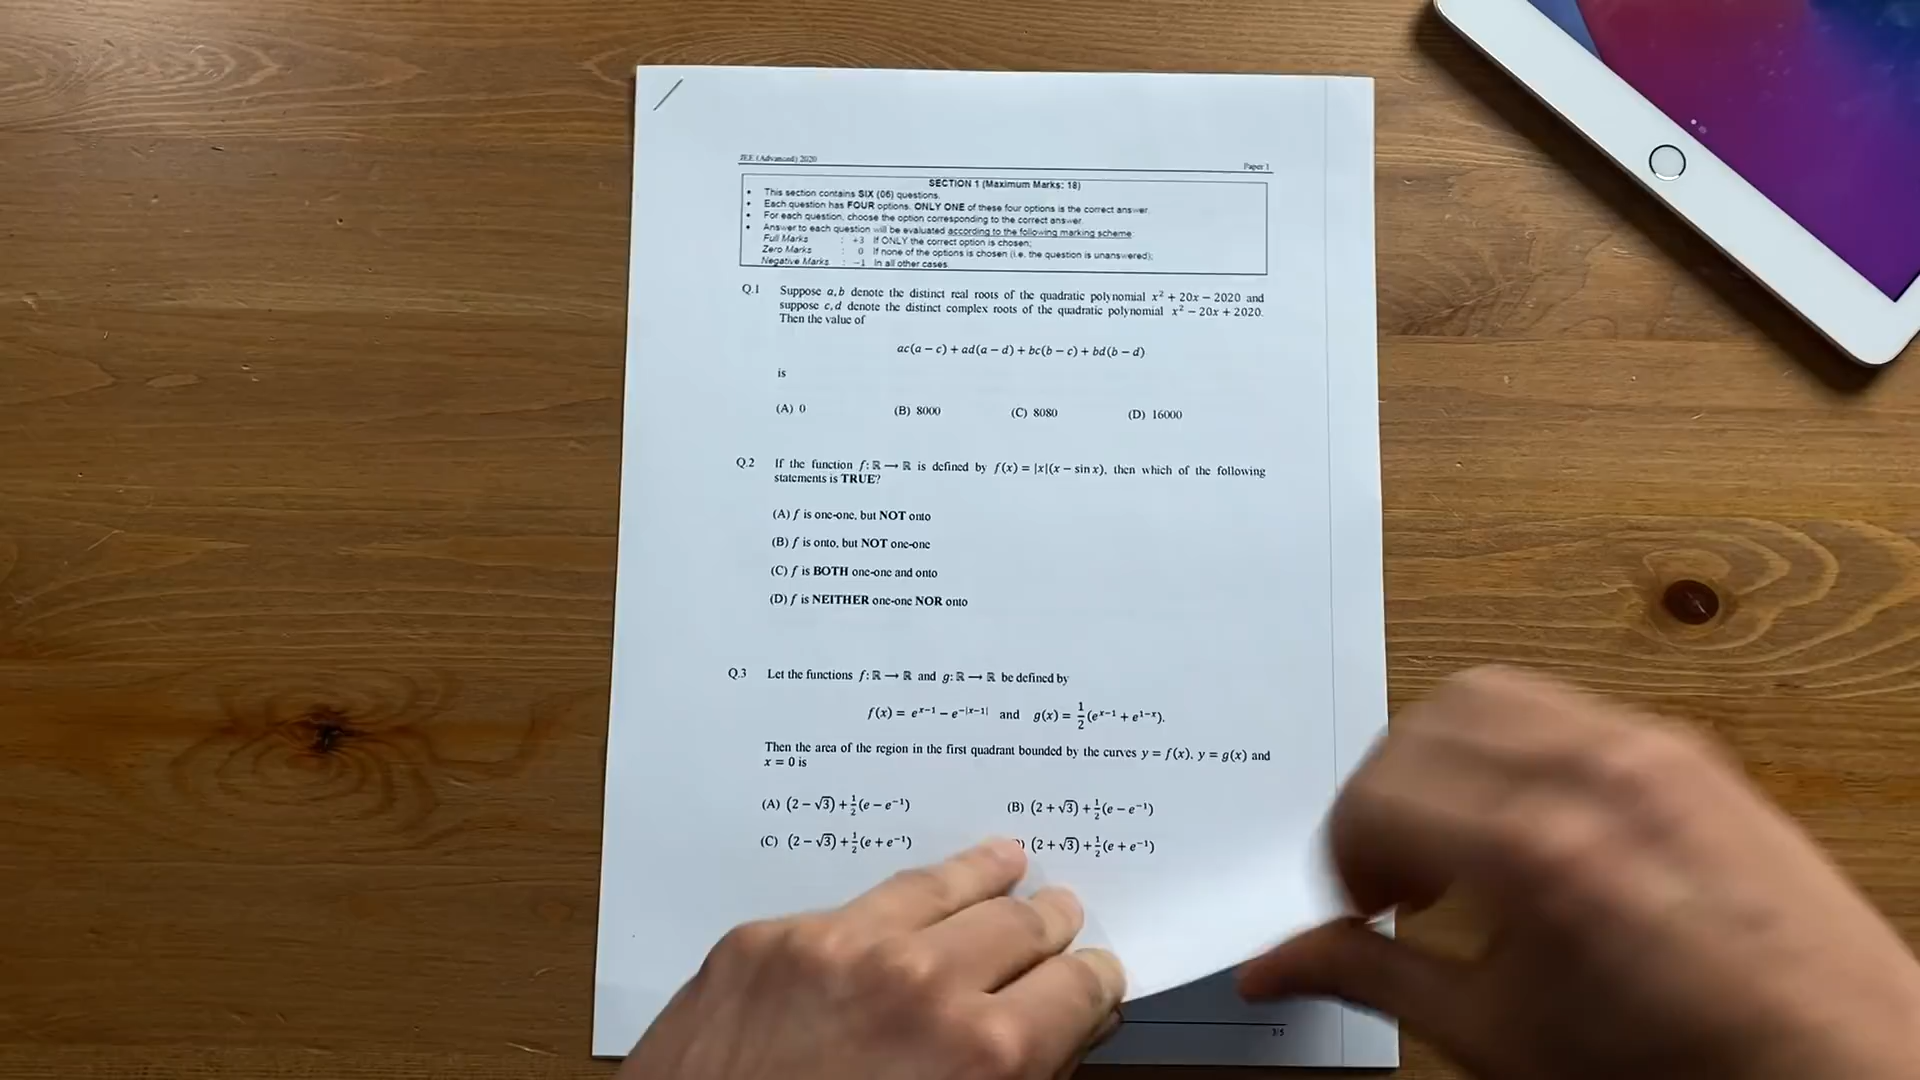 JEE (Advanced) 2020 Paper 1
SECTION 1 (Maximum Marks: 18)
• This section contains SIX (06) questions.
• Each question has FOUR options. ONLY ONE of these four options is the correct answer.
• For each question, choose the option corresponding to the correct answer.
• Answer to each question will be evaluated according to the following marking scheme:
Full Marks : +3 If ONLY the correct option is chosen;
Zero Marks : 0 If none of the options is chosen (i.e. the question is unanswered);
Negative Marks : −1 In all other cases.
Q.1 Suppose a, b denote the distinct real roots of the quadratic polynomial x² + 20x − 2020 and
suppose c, d denote the distinct complex roots of the quadratic polynomial x² − 20x + 2020.
Then the value of
ac(a − c) + ad(a − d) + bc(b − c) + bd(b − d)
is
(A) 0 (B) 8000 (C) 8080 (D) 16000
Q.2 If the function f: ℝ → ℝ is defined by f(x) = |x|(x − sin x), then which of the following
statements is TRUE?
(A) f is one-one, but NOT onto
(B) f is onto, but NOT one-one
(C) f is BOTH one-one and onto
(D) f is NEITHER one-one NOR onto
Q.3 Let the functions f: ℝ → ℝ and g: ℝ → ℝ be defined by
f(x) = eˣ⁻¹ − e^(−|x−1|) and g(x) = 1/2 (eˣ⁻¹ + e¹⁻ˣ).
Then the area of the region in the first quadrant bounded by the curves y = f(x), y = g(x) and
x = 0 is
(A) (2 − √3) + 1/2 (e − e⁻¹) (B) (2 + √3) + 1/2 (e − e⁻¹)
(C) (2 − √3) + 1/2 (e + e⁻¹) ) (2 + √3) + 1/2 (e + e⁻¹)
3/5